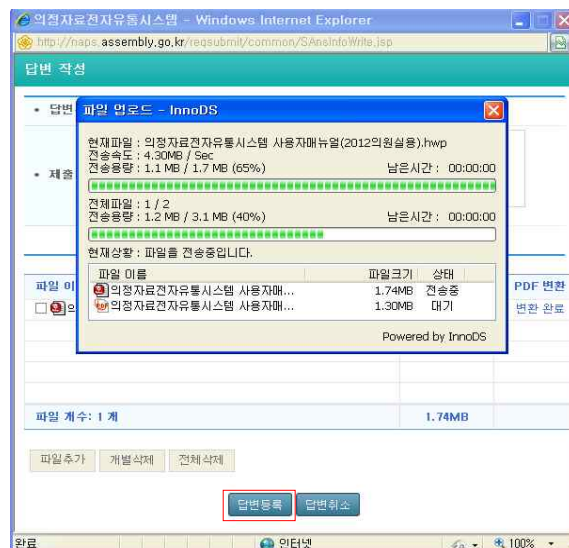 의정자료전자유통시스템 - Windows Internet Explorer
http://naps.assembly.go.kr/reqsubmit/common/SAnsInfoWrite.jsp
답변 작성
답변
파일 업로드 - InnoDS
현재파일 : 의정자료전자유통시스템 사용자매뉴얼(2012의원실용).hwp
전송속도 : 4.30MB / Sec
전송용량 : 1.1 MB / 1.7 MB (65%) 남은시간 : 00:00:00
제출
전체파일 : 1 / 2
전송용량 : 1.2 MB / 3.1 MB (40%) 남은시간 : 00:00:00
현재상황 : 파일을 전송중입니다.
파일 이름 파일크기 상태
의정자료전자유통시스템 사용자매... 1.74MB 전송중
의정자료전자유통시스템 사용자매... 1.30MB 대기
Powered by InnoDS
파일 이 PDF 변환
변환 완료
파일 개수: 1 개 1.74MB
파일추가 개별삭제 전체삭제
답변등록 답변취소
완료 인터넷 100%